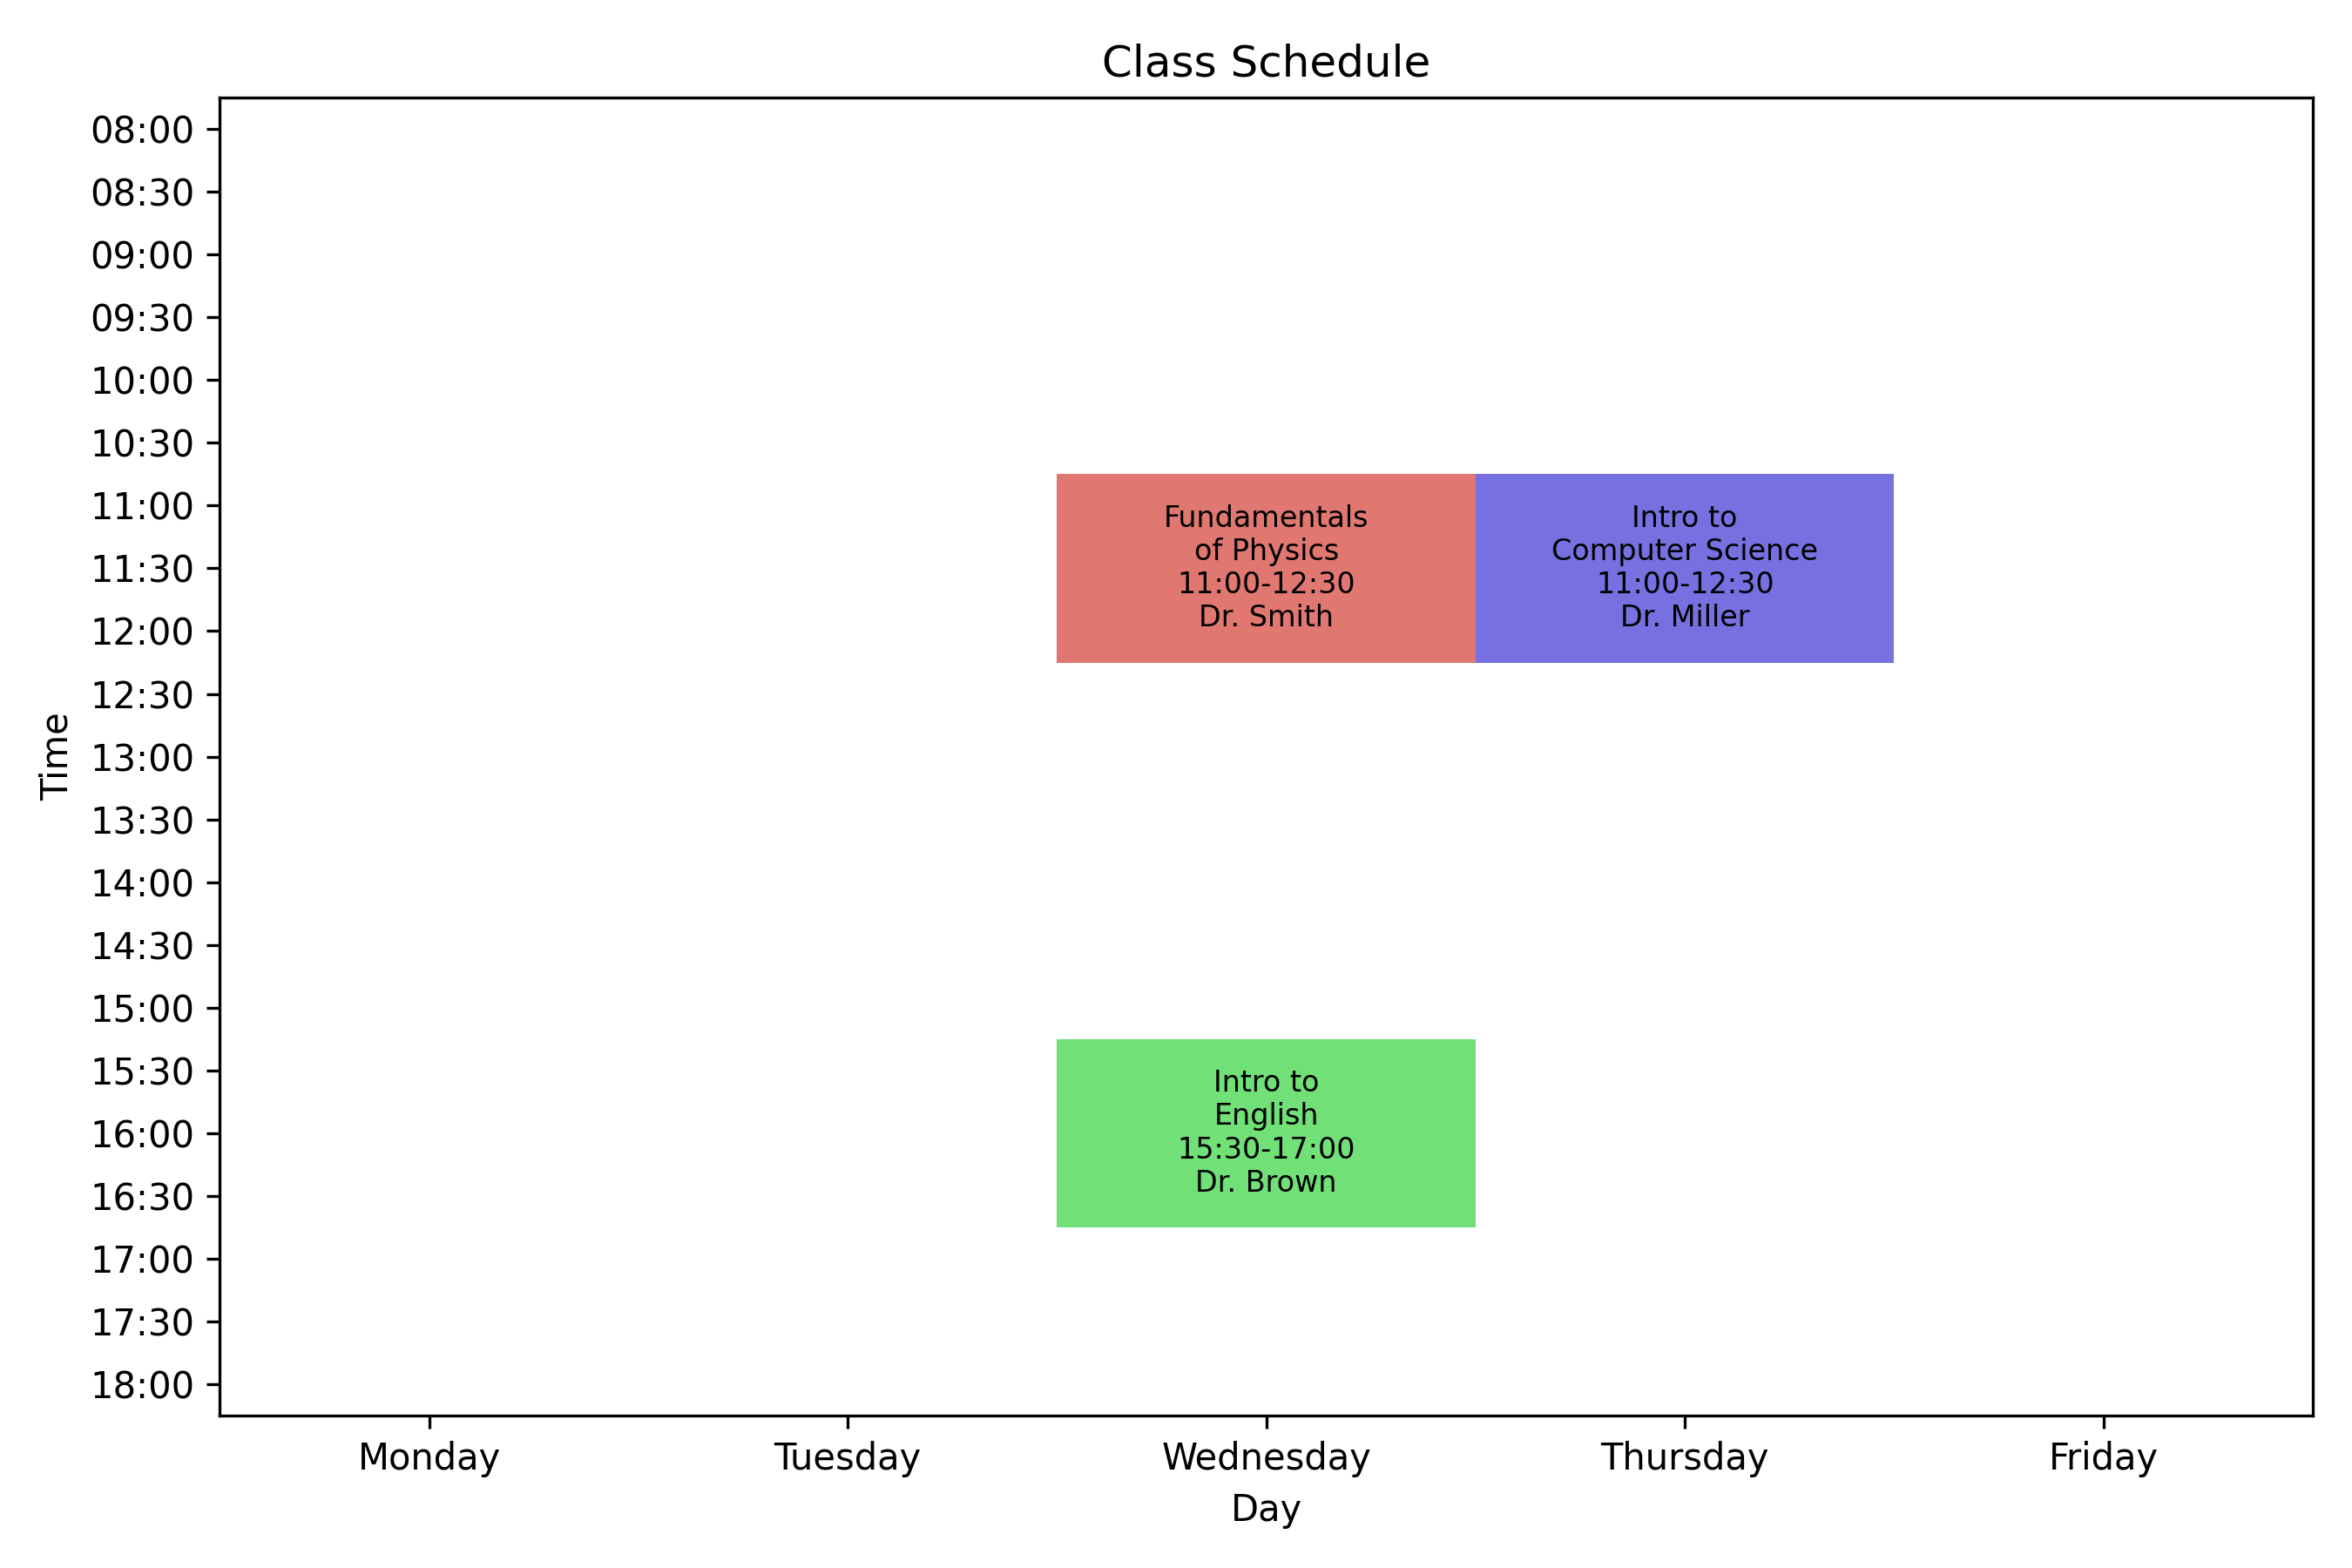 Class Schedule
08:00
08:30
09:00
09:30
10:00
10:30
11:00
11:30
12:00
12:30
13:00
13:30
14:00
14:30
15:00
15:30
16:00
16:30
17:00
17:30
18:00
Time
Fundamentals
of Physics
11:00-12:30
Dr. Smith
Intro to
Computer Science
11:00-12:30
Dr. Miller
Intro to
English
15:30-17:00
Dr. Brown
Monday
Tuesday
Wednesday
Thursday
Friday
Day